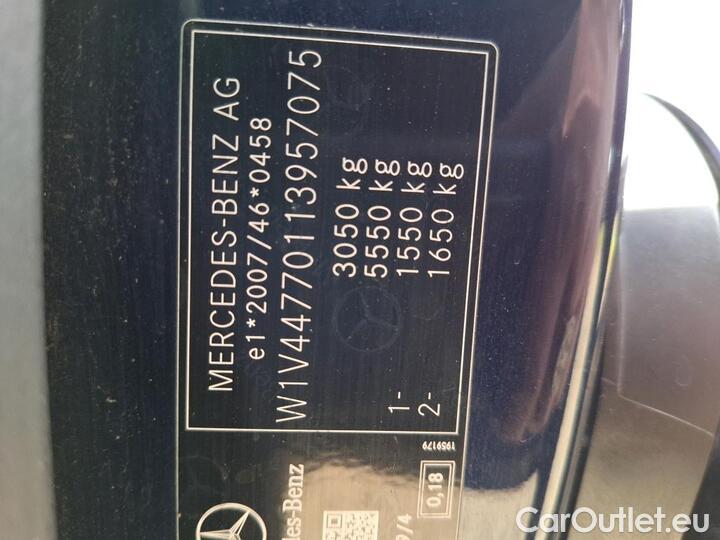 MERCEDES-BENZ AG
e1*2007/46*0458
W1V44770113957075
3050 kg
5550 kg
1- 1550 kg
2- 1650 kg
1959179
0,18
CarOutlet.eu